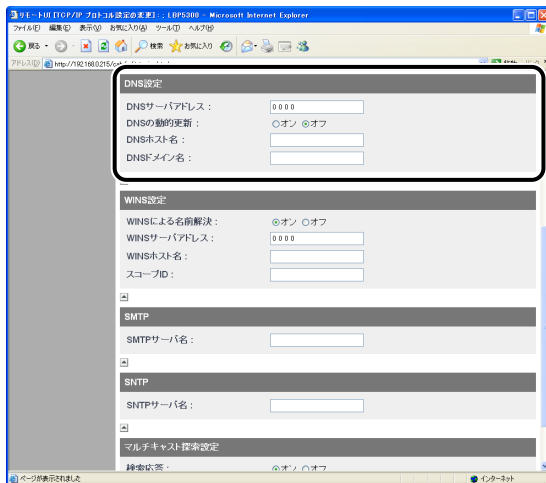 リモートUI [TCP/IP プロトコル設定の変更] : ; LBP5300 - Microsoft Internet Explorer
ファイル(F) 編集(E) 表示(V) お気に入り(A) ツール(T) ヘルプ(H)
戻る 検索 お気に入り
アドレス(D)
DNS設定
DNSサーバアドレス :
0.0.0.0
DNSの動的更新 :
オン オフ
DNSホスト名 :
DNSドメイン名 :
WINS設定
WINSによる名前解決 :
オン オフ
WINSサーバアドレス :
0.0.0.0
WINSホスト名 :
スコープID :
SMTP
SMTPサーバ名 :
SNTP
SNTPサーバ名 :
マルチキャスト探索設定
探索応答 :
オン オフ
ページが表示されました
インターネット